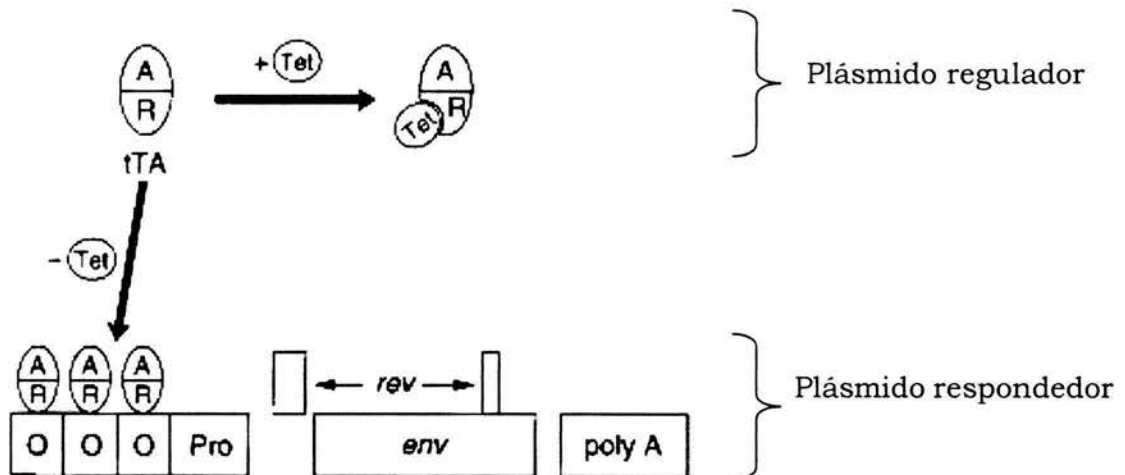 A
R
+ Tet
A
R
Tet
Plásmido regulador
tTA
- Tet
A A A
R R R
rev
Plásmido respondedor
O O O Pro env poly A